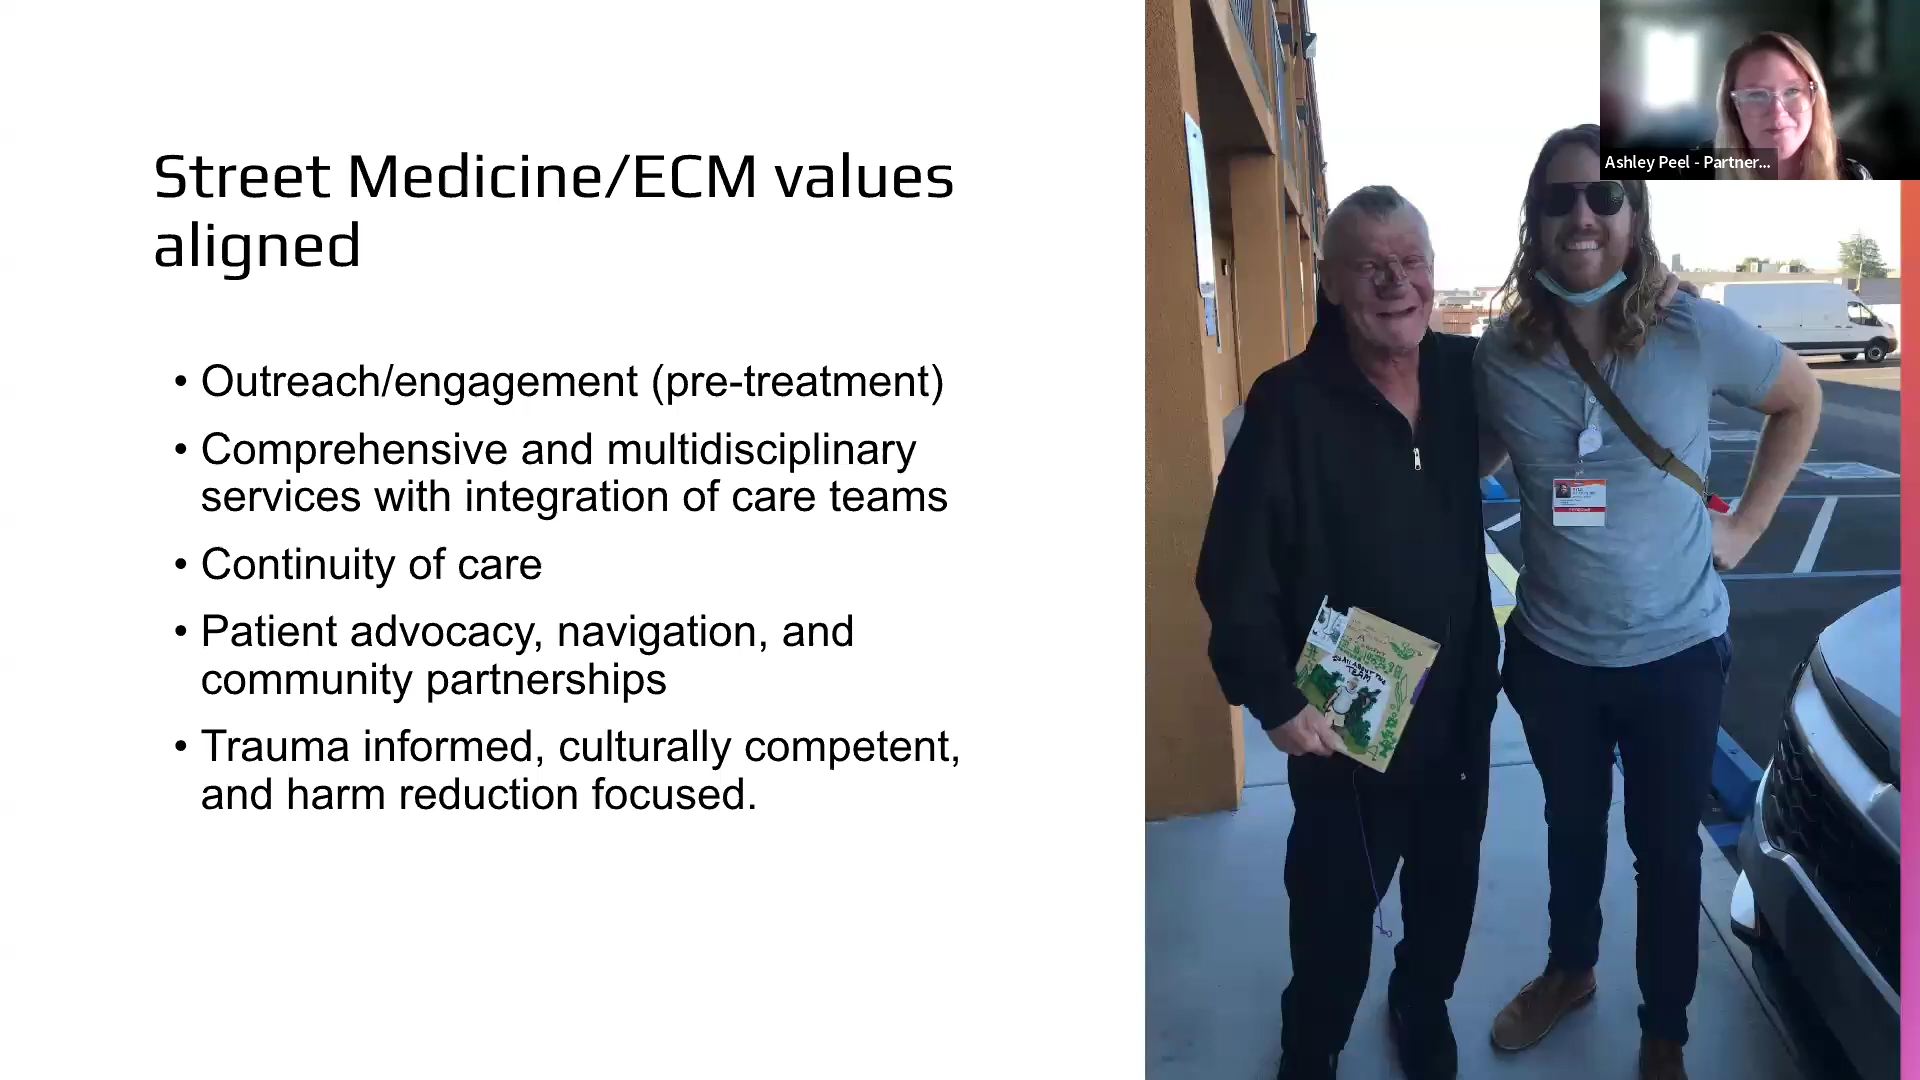 Street Medicine/ECM values
aligned
• Outreach/engagement (pre-treatment)
• Comprehensive and multidisciplinary
services with integration of care teams
• Continuity of care
• Patient advocacy, navigation, and
community partnerships
• Trauma informed, culturally competent,
and harm reduction focused.
Ashley Peel - Partner...
TEAM